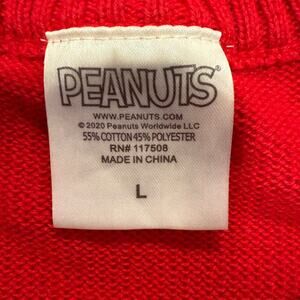 PEANUTS®
WWW.PEANUTS.COM
© 2020 Peanuts Worldwide LLC
55% COTTON 45% POLYESTER
RN# 117508
MADE IN CHINA
L